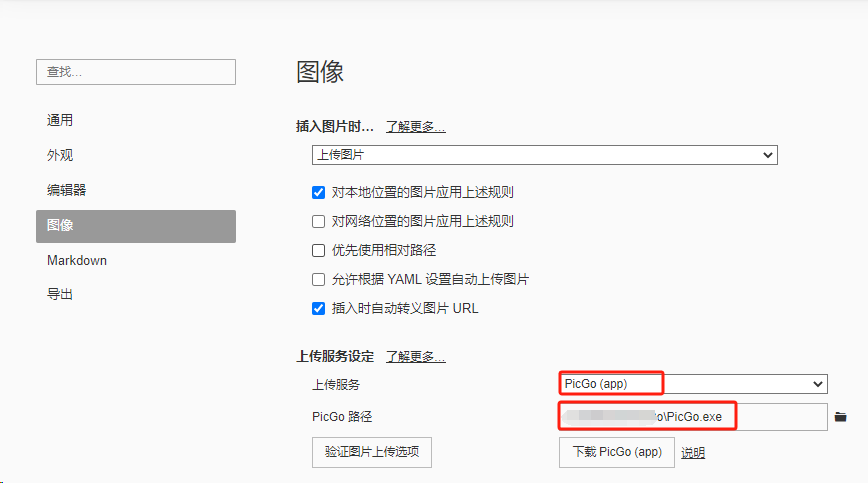 图像
查找...
插入图片时... 了解更多...
通用
上传图片
外观
编辑器
对本地位置的图片应用上述规则
图像
对网络位置的图片应用上述规则
优先使用相对路径
Markdown
允许根据 YAML 设置自动上传图片
导出
插入时自动转义图片 URL
上传服务设定 了解更多...
上传服务 PicGo (app)
PicGo 路径 o\PicGo.exe
验证图片上传选项 下载 PicGo (app) 说明